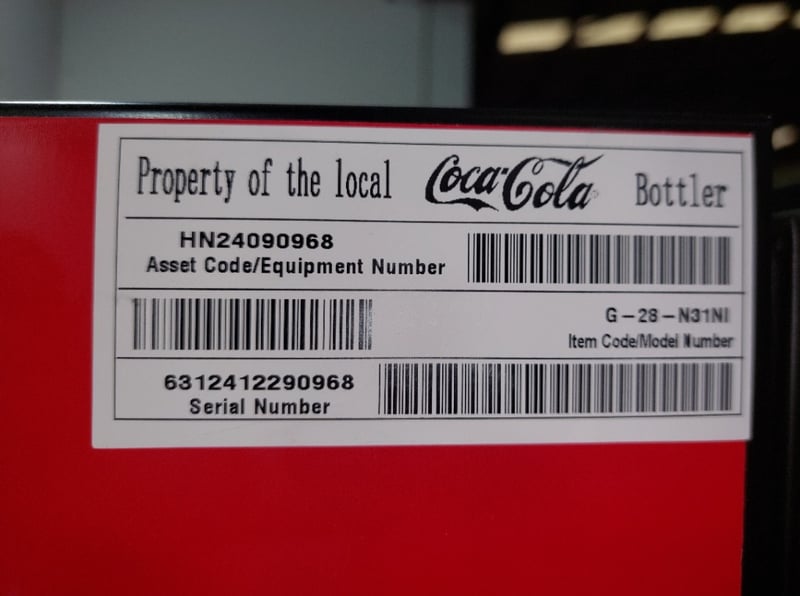 Property of the local Coca-Cola Bottler
HN24090968
Asset Code/Equipment Number
G-28-N31NI
Item Code/Model Number
6312412290968
Serial Number